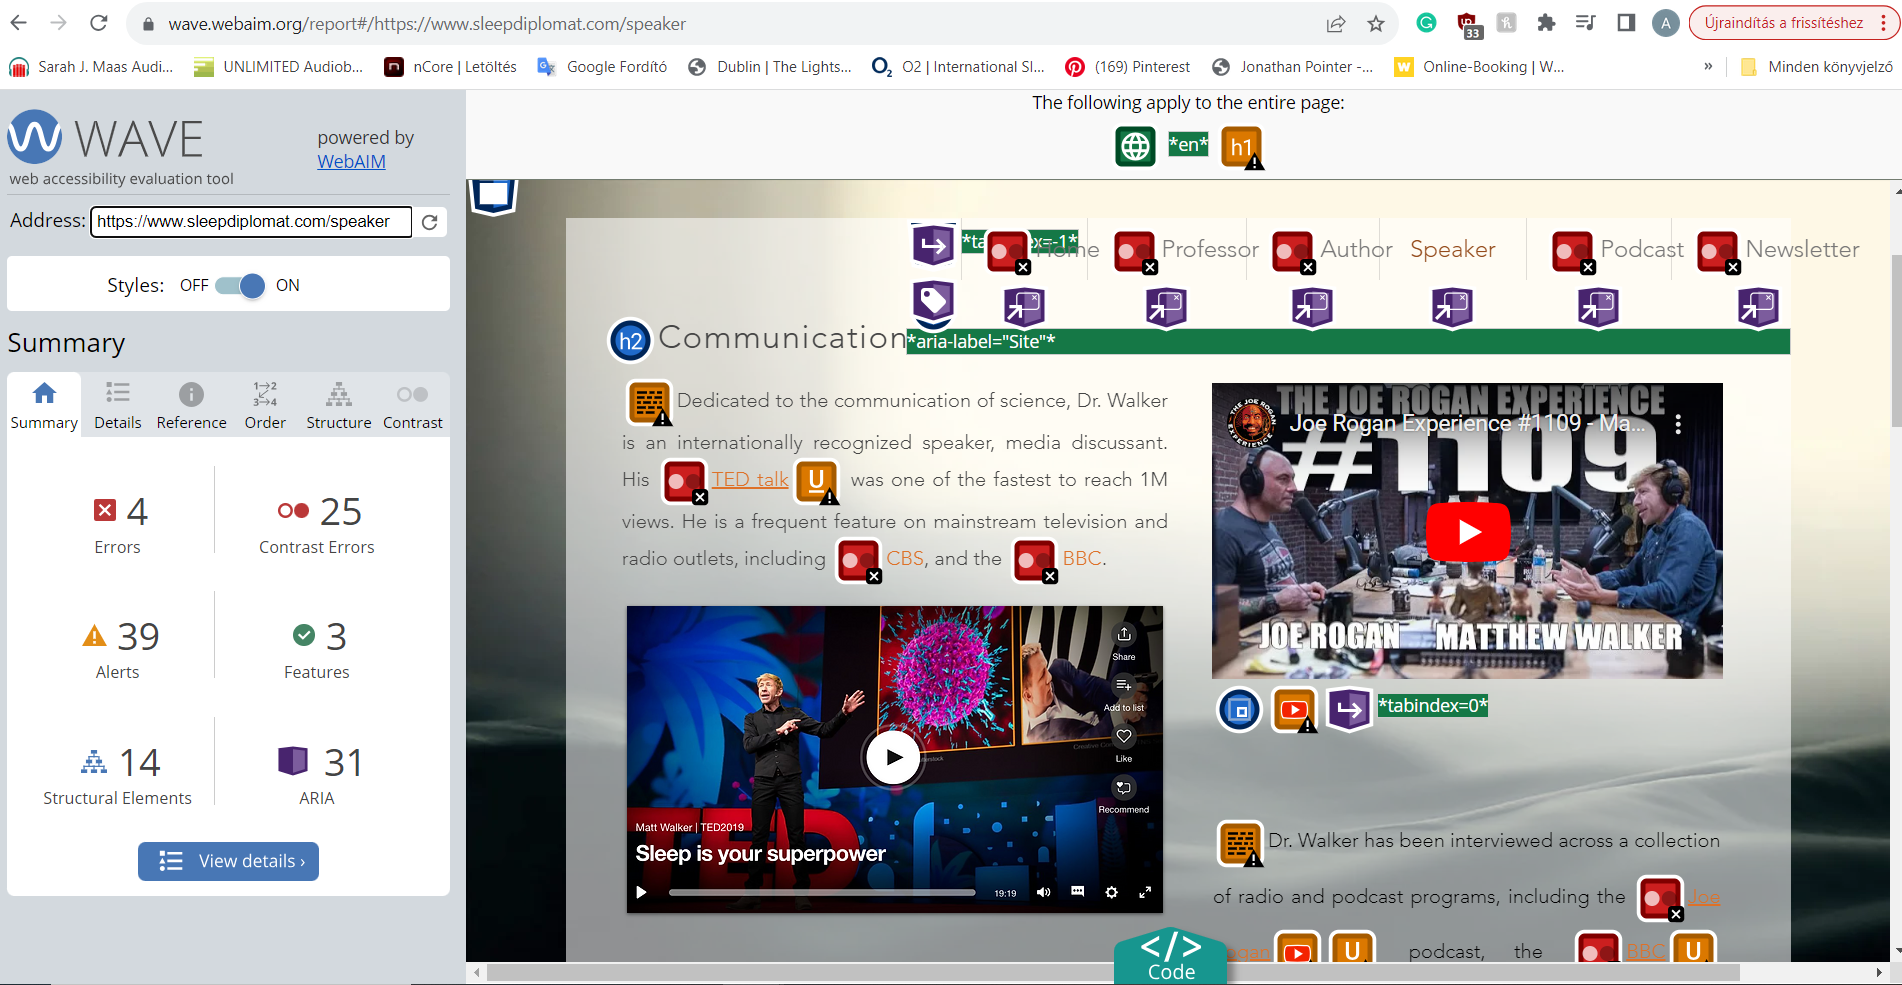 wave.webaim.org/report#/https://www.sleepdiplomat.com/speaker
33
A
Újraindítás a frissítéshez
Sarah J. Maas Audi...
UNLIMITED Audiob...
nCore | Letöltés
Google Fordító
Dublin | The Lights...
O2 | International SI...
(169) Pinterest
Jonathan Pointer -...
Online-Booking | W...
»
Minden könyvjelző
WAVE
powered by
WebAIM
web accessibility evaluation tool
Address: https://www.sleepdiplomat.com/speaker
Styles: OFF ON
Summary
Summary Details Reference Order Structure Contrast
4
Errors
25
Contrast Errors
39
Alerts
3
Features
14
Structural Elements
31
ARIA
View details ›
The following apply to the entire page:
*en* h1
Home Professor Author Speaker Podcast Newsletter
h2 Communication
*aria-label="Site"*
Dedicated to the communication of science, Dr. Walker
is an internationally recognized speaker, media discussant.
His TED talk U was one of the fastest to reach 1M
views. He is a frequent feature on mainstream television and
radio outlets, including CBS, and the BBC.
THE JOE ROGAN EXPERIENCE
Joe Rogan Experience #1109 - Ma...
#1109
JOE ROGAN MATTHEW WALKER
*tabindex=0*
Share
Add to list
Like
Recommend
TED
Matt Walker | TED2019
Sleep is your superpower
19:19
Dr. Walker has been interviewed across a collection
of radio and podcast programs, including the Joe
Rogan U podcast, the BBC U
</>
Code